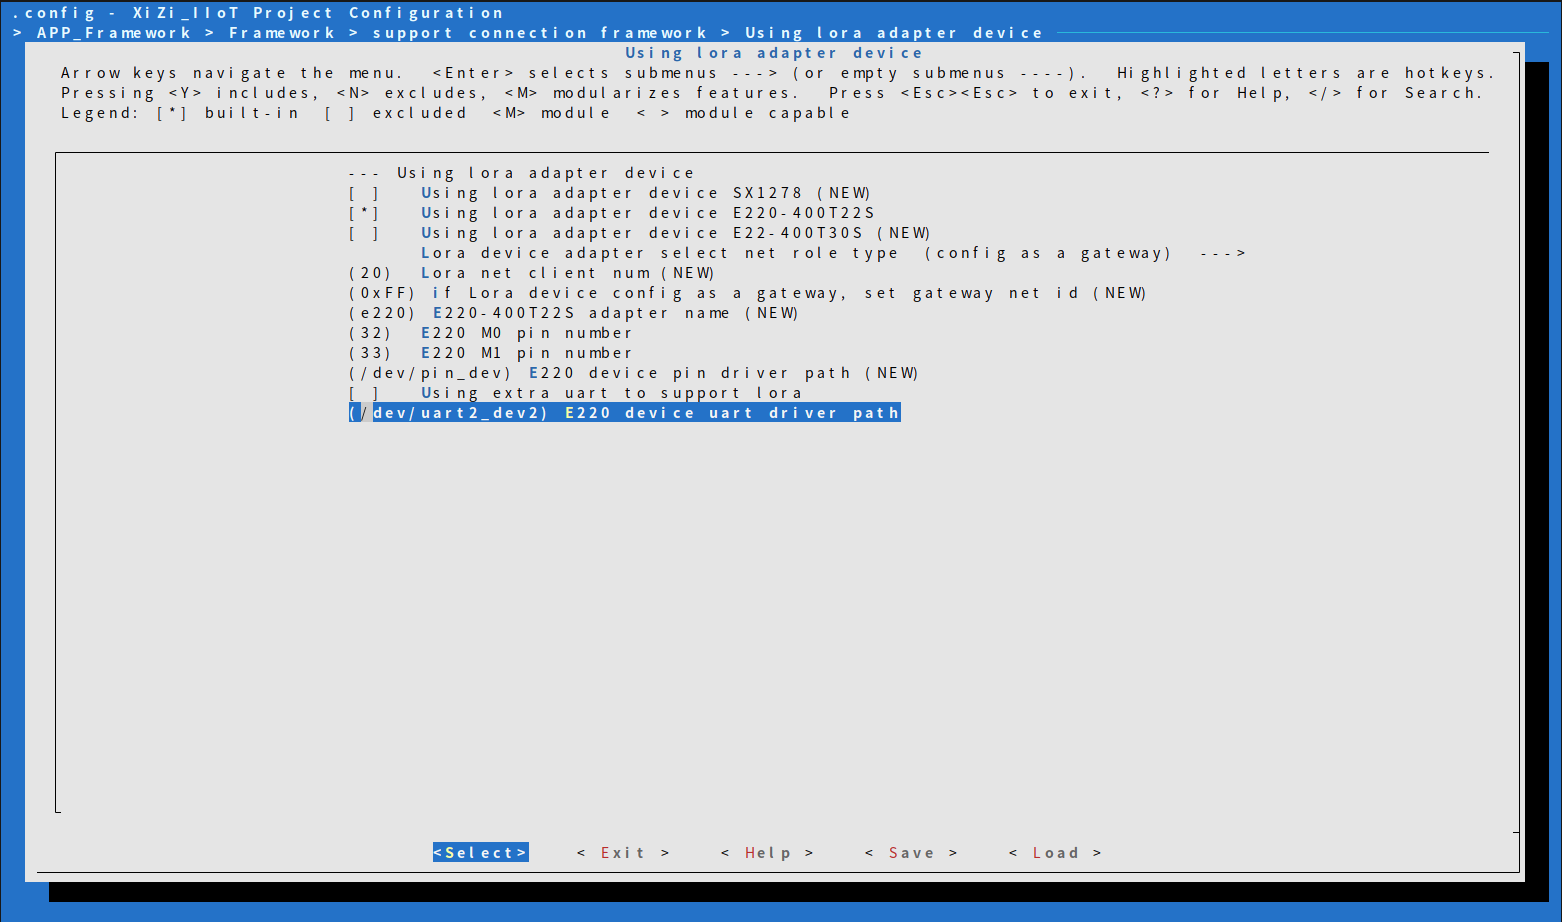 .config - XiZi_IIoT Project Configuration
> APP_Framework > Framework > support connection framework > Using lora adapter device
Using lora adapter device
Arrow keys navigate the menu.  <Enter> selects submenus ---> (or empty submenus ----).  Highlighted letters are hotkeys.
Pressing <Y> includes, <N> excludes, <M> modularizes features.  Press <Esc><Esc> to exit, <?> for Help, </> for Search.
Legend: [*] built-in  [ ] excluded  <M> module  < > module capable
--- Using lora adapter device
[ ]   Using lora adapter device SX1278 (NEW)
[*]   Using lora adapter device E220-400T22S
[ ]   Using lora adapter device E22-400T30S (NEW)
Lora device adapter select net role type  (config as a gateway)  --->
(20)  Lora net client num (NEW)
(0xFF) if Lora device config as a gateway, set gateway net id (NEW)
(e220) E220-400T22S adapter name (NEW)
(32)  E220 M0 pin number
(33)  E220 M1 pin number
(/dev/pin_dev) E220 device pin driver path (NEW)
[ ]   Using extra uart to support lora
(/dev/uart2_dev2) E220 device uart driver path
<Select>    < Exit >    < Help >    < Save >    < Load >